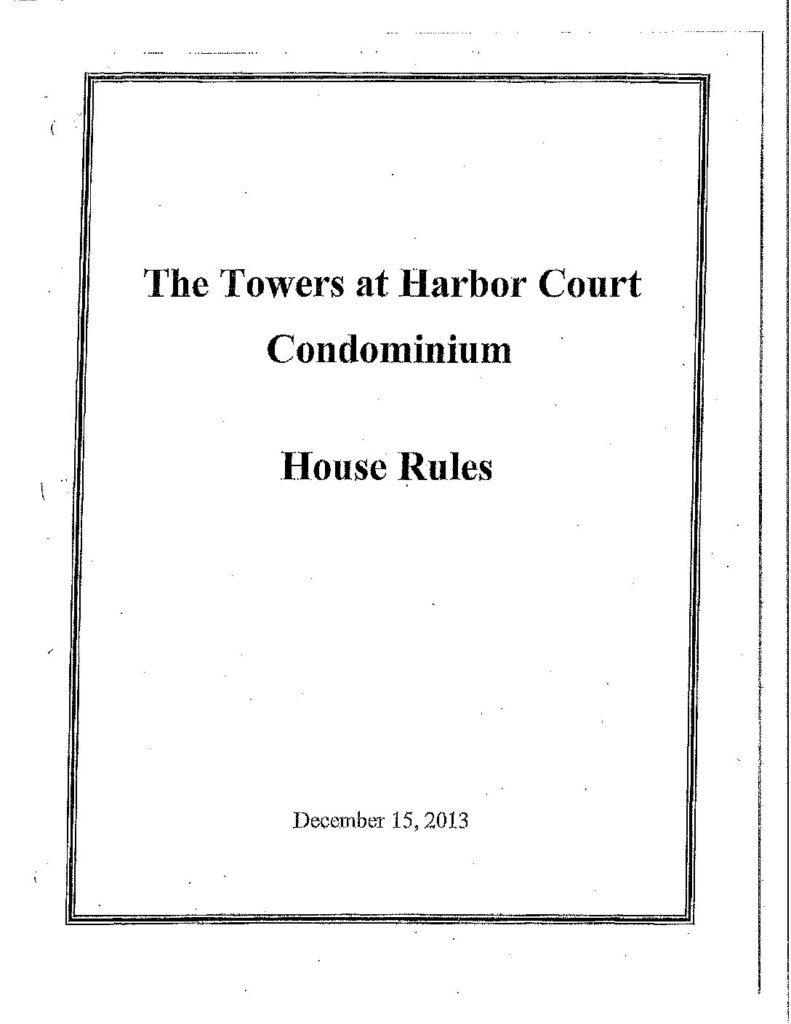 The Towers at Harbor Court
Condominium
House Rules
December 15, 2013